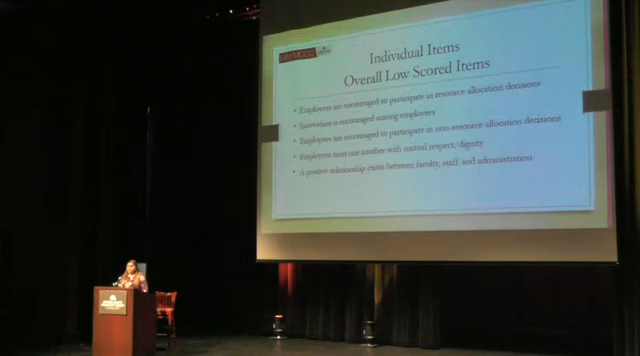 Individual Items
Overall Low Scored Items
• Employees are encouraged to participate in resource allocation decisions
• Innovation is encouraged among employees
• Employees are encouraged to participate in non-resource allocation decisions
• Employees treat one another with mutual respect/dignity
• A positive relationship exists between faculty, staff and administration